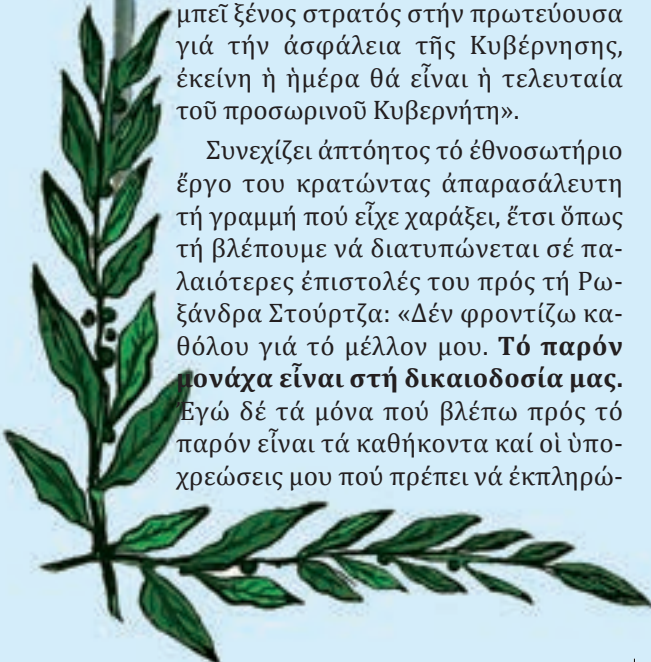 μπεῖ ξένος στρατός στήν πρωτεύουσα
γιά τήν ἀσφάλεια τῆς Κυβέρνησης,
ἐκείνη ἡ ἡμέρα θά εἶναι ἡ τελευταία
τοῦ προσωρινοῦ Κυβερνήτη».
Συνεχίζει ἀπτόητος τό ἐθνοσωτήριο
ἔργο του κρατώντας ἀπαρασάλευτη
τή γραμμή πού εἶχε χαράξει, ἔτσι ὅπως
τή βλέπουμε νά διατυπώνεται σέ πα-
λαιότερες ἐπιστολές του πρός τή Ρω-
ξάνδρα Στούρτζα: «Δέν φροντίζω κα-
θόλου γιά τό μέλλον μου. Τό παρόν
μονάχα εἶναι στή δικαιοδοσία μας.
Ἐγώ δέ τά μόνα πού βλέπω πρός τό
παρόν εἶναι τά καθήκοντα καί οἱ ὑπο-
χρεώσεις μου πού πρέπει νά ἐκπληρώ-